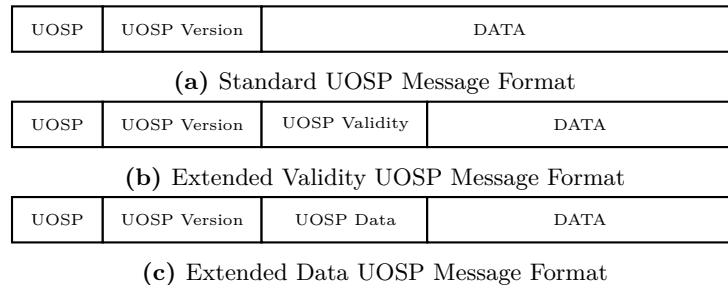 UOSP UOSP Version DATA
(a) Standard UOSP Message Format
UOSP UOSP Version UOSP Validity DATA
(b) Extended Validity UOSP Message Format
UOSP UOSP Version UOSP Data DATA
(c) Extended Data UOSP Message Format